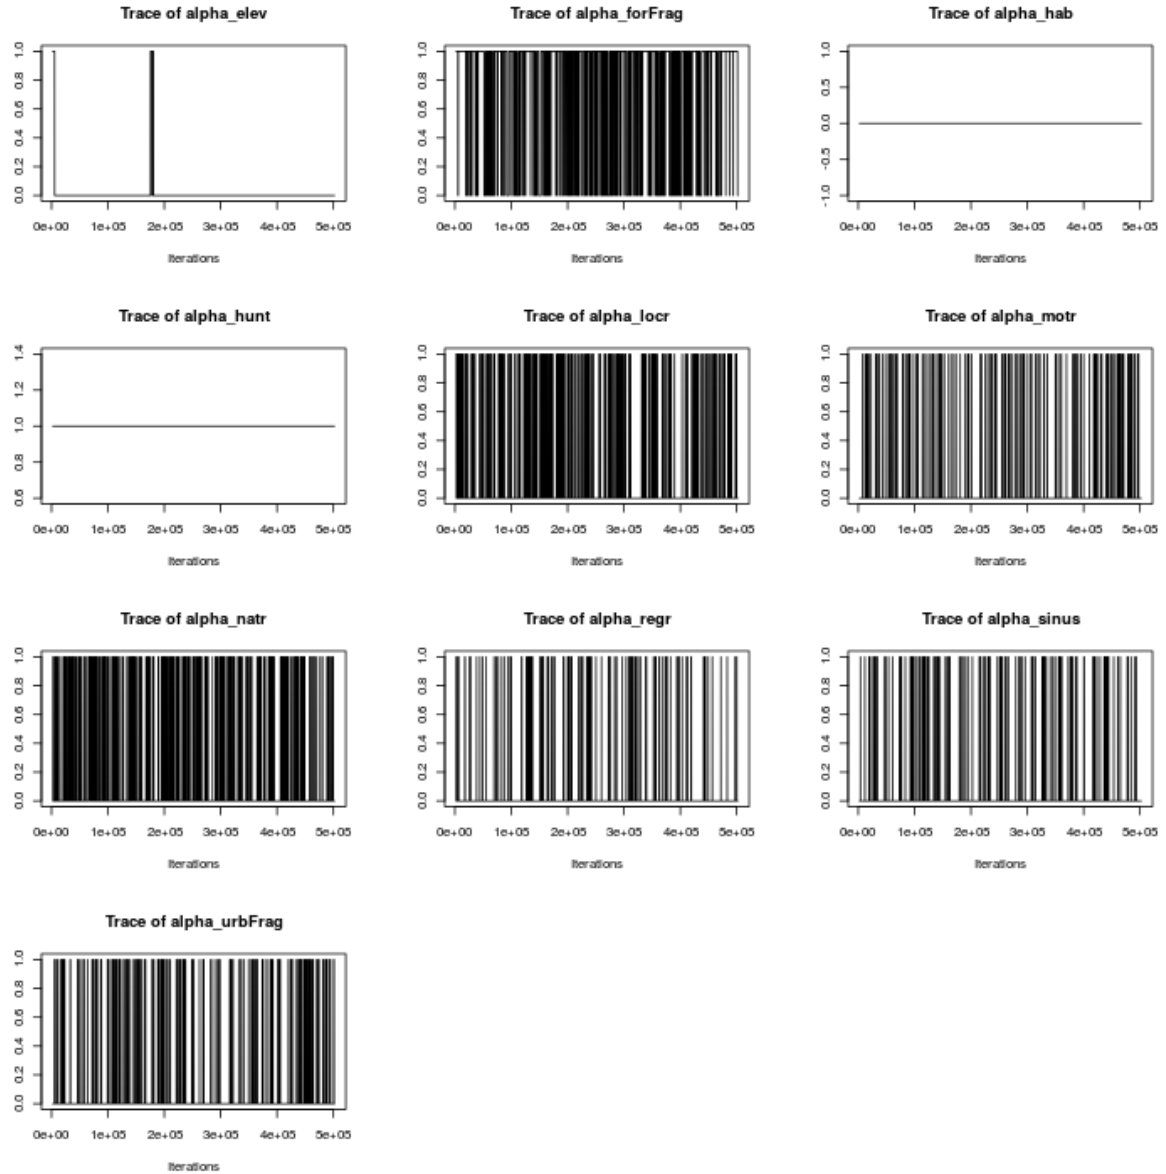 Trace of alpha_elev
1.0
0.8
0.6
0.4
0.2
0.0
0e+00 1e+05 2e+05 3e+05 4e+05 5e+05
Iterations
Trace of alpha_forFrag
1.0
0.8
0.6
0.4
0.2
0.0
0e+00 1e+05 2e+05 3e+05 4e+05 5e+05
Iterations
Trace of alpha_hab
1.0
0.5
0.0
-0.5
-1.0
0e+00 1e+05 2e+05 3e+05 4e+05 5e+05
Iterations
Trace of alpha_hunt
1.4
1.2
1.0
0.8
0.6
0e+00 1e+05 2e+05 3e+05 4e+05 5e+05
Iterations
Trace of alpha_locr
1.0
0.8
0.6
0.4
0.2
0.0
0e+00 1e+05 2e+05 3e+05 4e+05 5e+05
Iterations
Trace of alpha_motr
1.0
0.8
0.6
0.4
0.2
0.0
0e+00 1e+05 2e+05 3e+05 4e+05 5e+05
Iterations
Trace of alpha_natr
1.0
0.8
0.6
0.4
0.2
0.0
0e+00 1e+05 2e+05 3e+05 4e+05 5e+05
Iterations
Trace of alpha_regr
1.0
0.8
0.6
0.4
0.2
0.0
0e+00 1e+05 2e+05 3e+05 4e+05 5e+05
Iterations
Trace of alpha_sinus
1.0
0.8
0.6
0.4
0.2
0.0
0e+00 1e+05 2e+05 3e+05 4e+05 5e+05
Iterations
Trace of alpha_urbFrag
1.0
0.8
0.6
0.4
0.2
0.0
0e+00 1e+05 2e+05 3e+05 4e+05 5e+05
Iterations